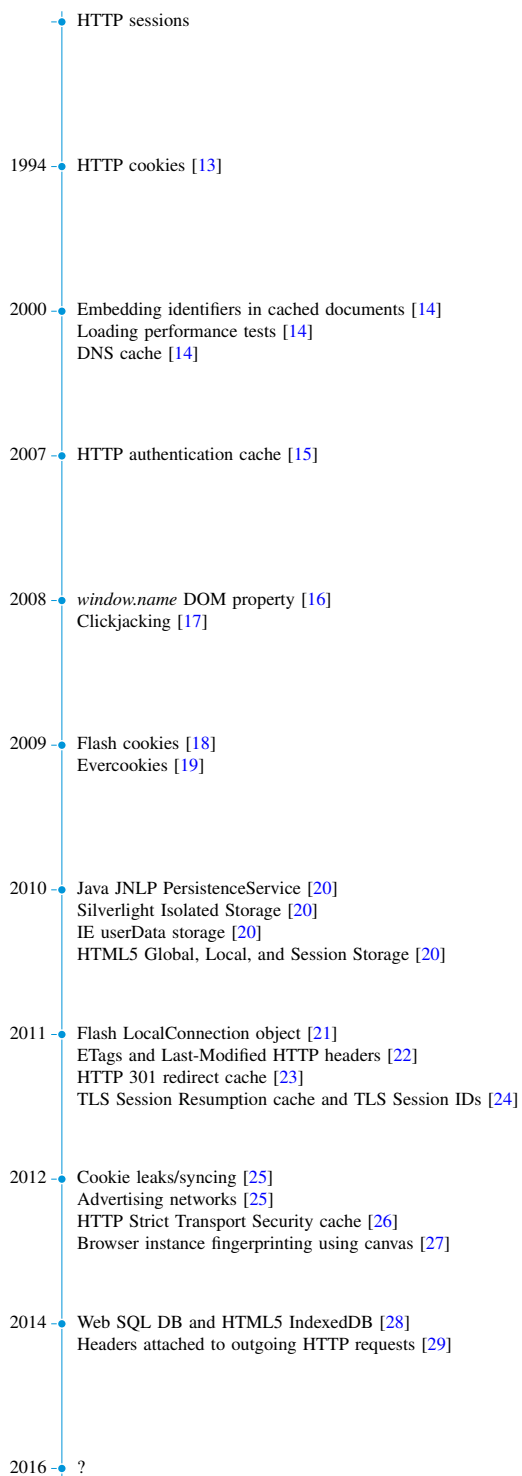 HTTP sessions
1994 HTTP cookies [13]
2000 Embedding identifiers in cached documents [14]
Loading performance tests [14]
DNS cache [14]
2007 HTTP authentication cache [15]
2008 window.name DOM property [16]
Clickjacking [17]
2009 Flash cookies [18]
Evercookies [19]
2010 Java JNLP PersistenceService [20]
Silverlight Isolated Storage [20]
IE userData storage [20]
HTML5 Global, Local, and Session Storage [20]
2011 Flash LocalConnection object [21]
ETags and Last-Modified HTTP headers [22]
HTTP 301 redirect cache [23]
TLS Session Resumption cache and TLS Session IDs [24]
2012 Cookie leaks/syncing [25]
Advertising networks [25]
HTTP Strict Transport Security cache [26]
Browser instance fingerprinting using canvas [27]
2014 Web SQL DB and HTML5 IndexedDB [28]
Headers attached to outgoing HTTP requests [29]
2016 ?